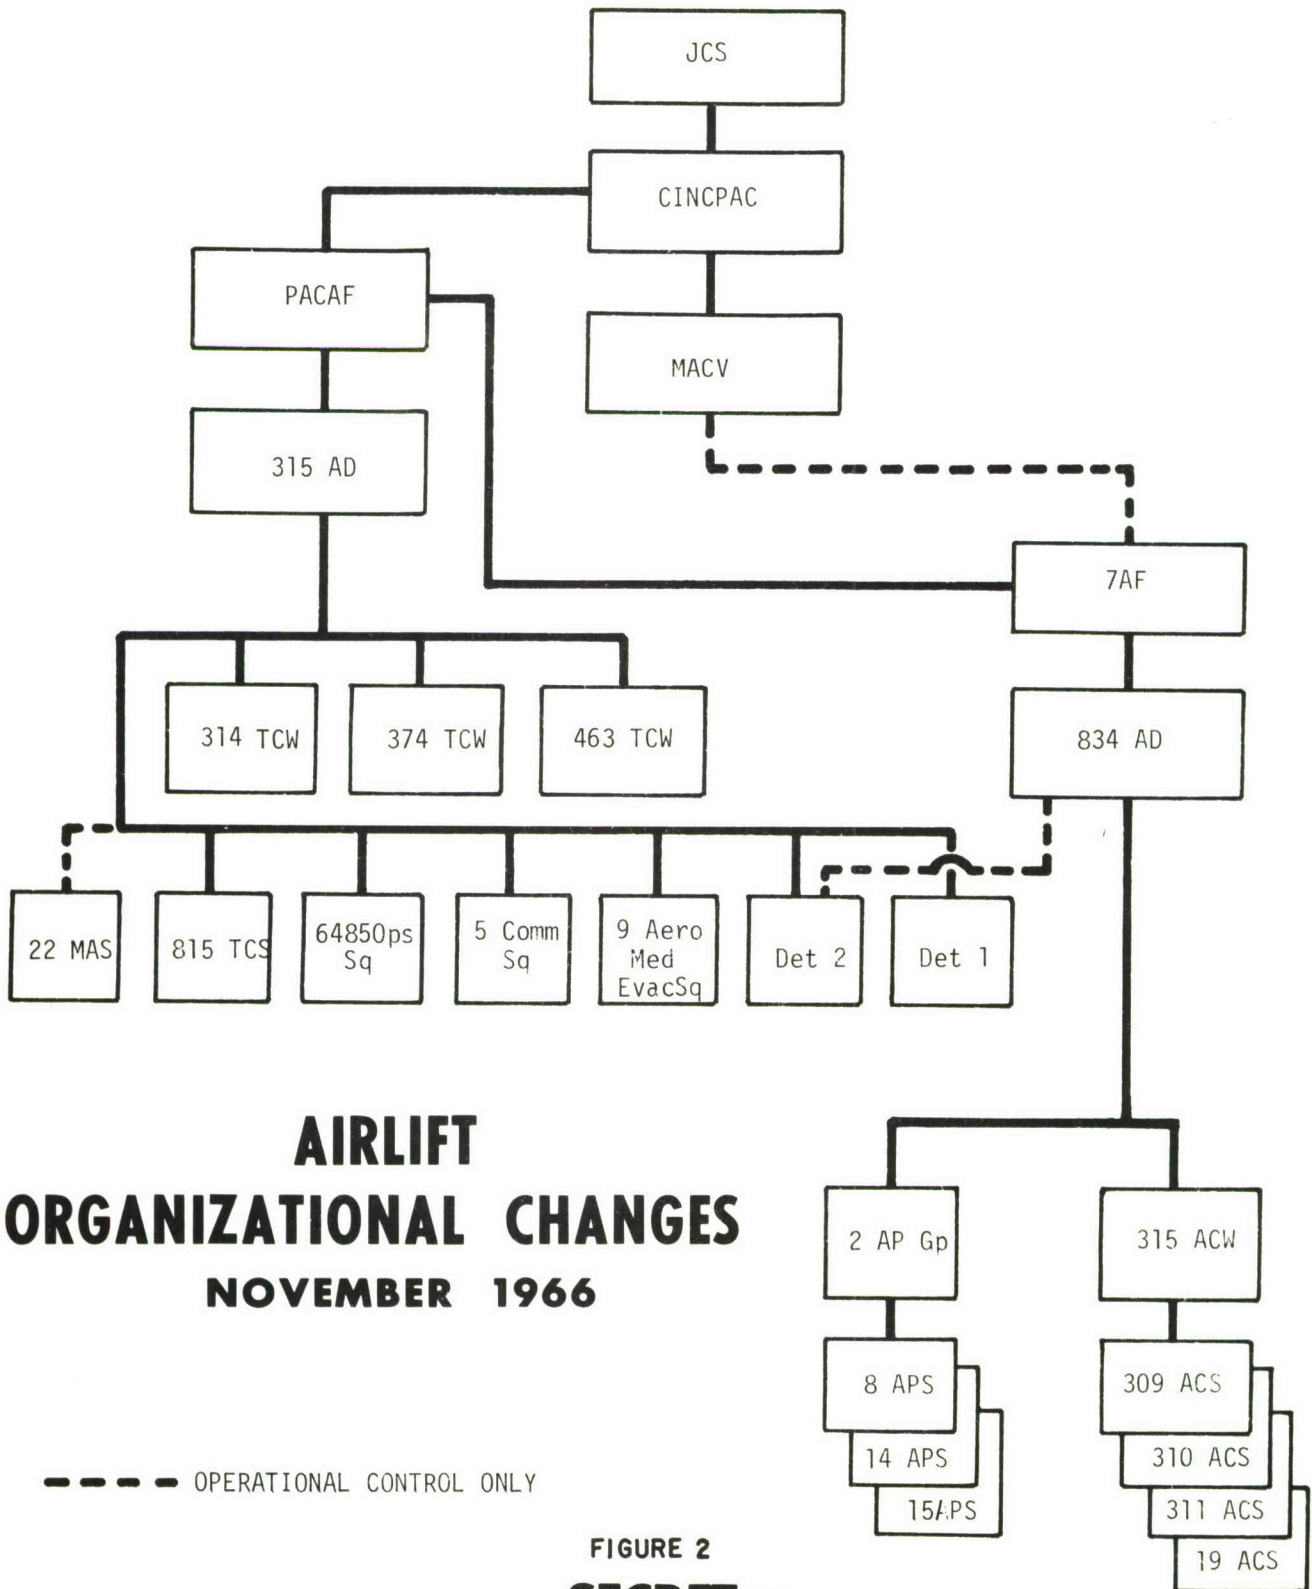 JCS
CINCPAC
PACAF
MACV
315 AD
7AF
314 TCW
374 TCW
463 TCW
834 AD
22 MAS
815 TCS
6485Ops
Sq
5 Comm
Sq
9 Aero
Med
EvacSq
Det 2
Det 1
AIRLIFT
ORGANIZATIONAL CHANGES
NOVEMBER 1966
2 AP Gp
315 ACW
8 APS
14 APS
15APS
309 ACS
310 ACS
311 ACS
19 ACS
OPERATIONAL CONTROL ONLY
FIGURE 2
SECRET